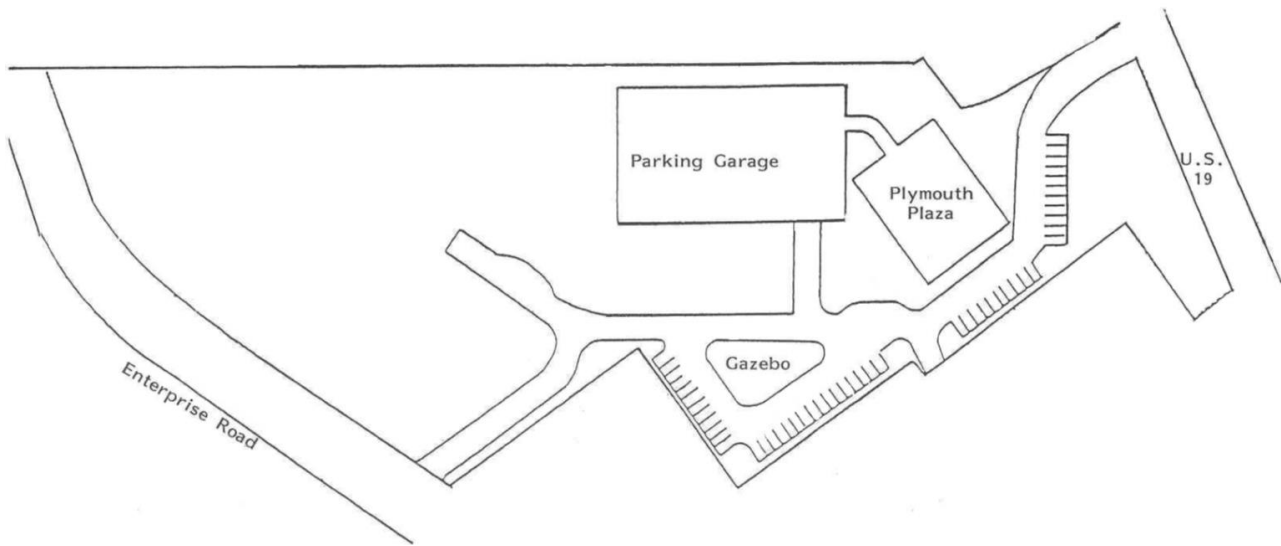 Parking Garage
Plymouth
Plaza
U.S.
19
Gazebo
Enterprise Road